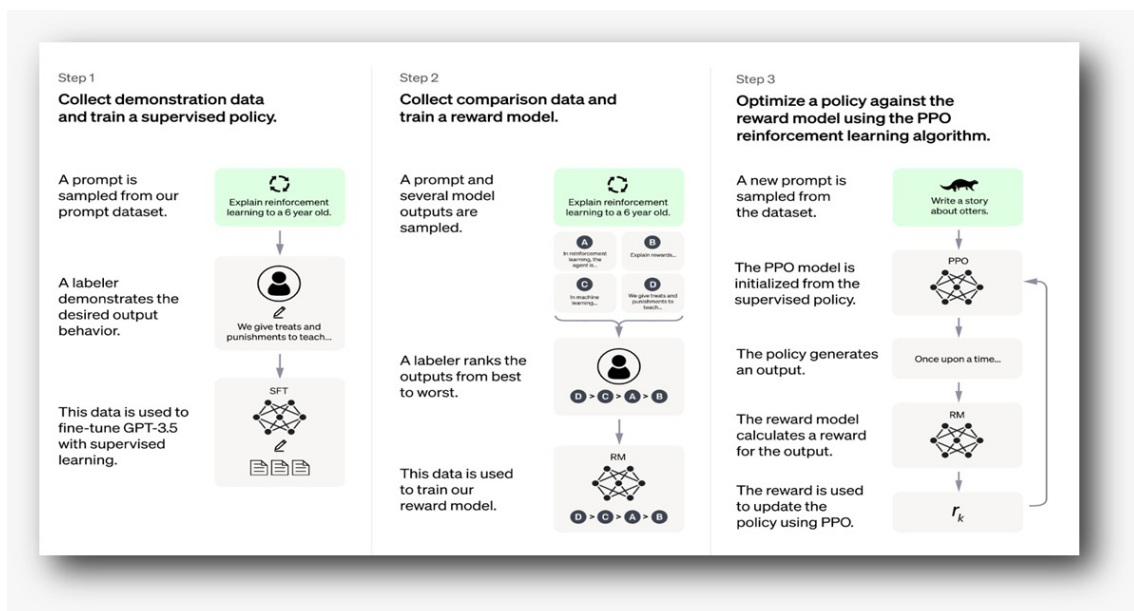 Step 1
Collect demonstration data
and train a supervised policy.
A prompt is
sampled from our
prompt dataset.
Explain reinforcement
learning to a 6 year old.
A labeler
demonstrates the
desired output
behavior.
We give treats and
punishments to teach...
This data is used to
fine-tune GPT-3.5
with supervised
learning.
SFT
Step 2
Collect comparison data and
train a reward model.
A prompt and
several model
outputs are
sampled.
Explain reinforcement
learning to a 6 year old.
A
In reinforcement
learning, the
agent is...
B
Explain rewards...
C
In machine
learning...
D
We give treats and
punishments to
teach...
A labeler ranks the
outputs from best
to worst.
D > C > A > B
This data is used
to train our
reward model.
RM
D > C > A > B
Step 3
Optimize a policy against the
reward model using the PPO
reinforcement learning algorithm.
A new prompt is
sampled from
the dataset.
Write a story
about otters.
The PPO model is
initialized from the
supervised policy.
PPO
The policy generates
an output.
Once upon a time...
The reward model
calculates a reward
for the output.
RM
The reward is used
to update the
policy using PPO.
rk